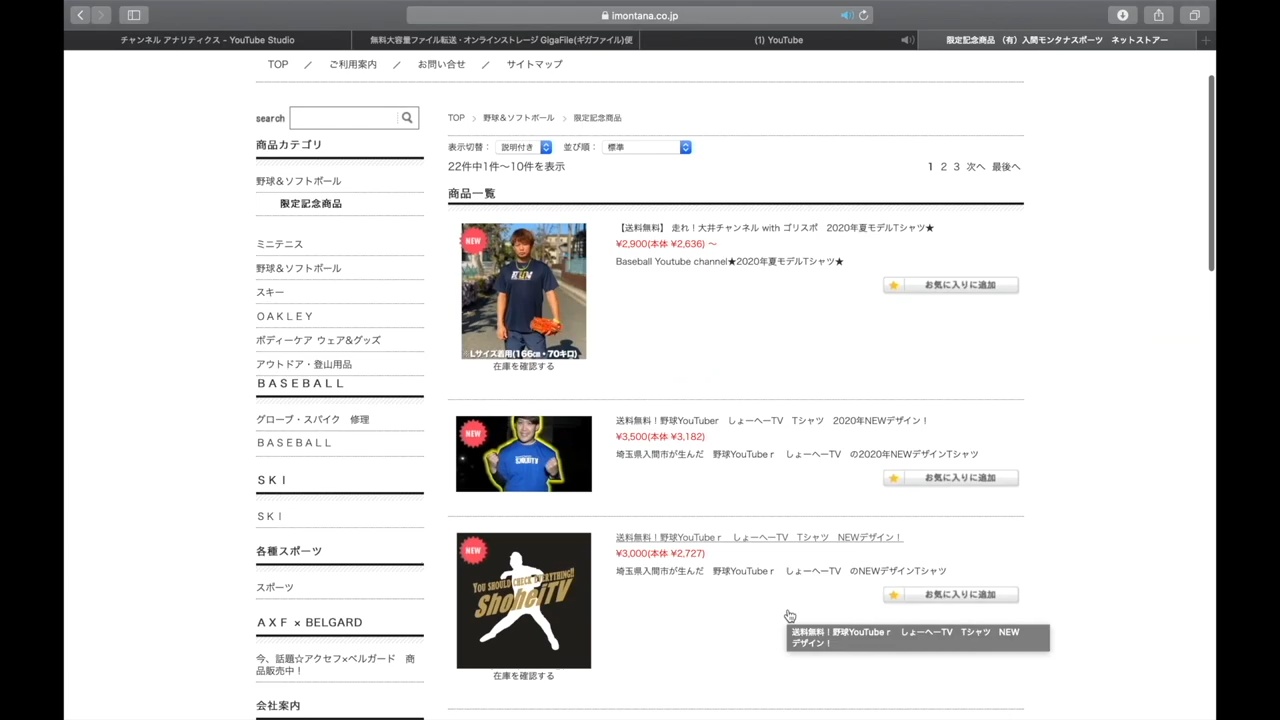 imontana.co.jp
チャンネル アナリティクス - YouTube Studio
無料大容量ファイル転送・オンラインストレージ GigaFile(ギガファイル)便
(1) YouTube
限定記念商品 （有）入間モンタナスポーツ ネットストアー
TOP ／ ご利用案内 ／ お問い合せ ／ サイトマップ
search
商品カテゴリ
野球＆ソフトボール
限定記念商品
ミニテニス
野球＆ソフトボール
スキー
ＯＡＫＬＥＹ
ボディーケア ウェア&グッズ
アウトドア・登山用品
ＢＡＳＥＢＡＬＬ
グローブ・スパイク 修理
ＢＡＳＥＢＡＬＬ
ＳＫＩ
ＳＫＩ
各種スポーツ
スポーツ
ＡＸＦ × BELGARD
今、話題☆アクセフ×ベルガード 商
品販売中！
会社案内
TOP > 野球＆ソフトボール > 限定記念商品
表示切替： 説明付き 並び順： 標準
22件中1件～10件を表示
1 2 3 次へ 最後へ
商品一覧
NEW
※Lサイズ着用(166㎝・70キロ)
在庫を確認する
【送料無料】 走れ！大井チャンネル with ゴリスポ 2020年夏モデルTシャツ★
¥2,900(本体 ¥2,636) ～
Baseball Youtube channel★2020年夏モデルTシャツ★
お気に入りに追加
NEW
SHOHEITV
送料無料！野球YouTuber しょーへーTV Tシャツ 2020年NEWデザイン！
¥3,500(本体 ¥3,182)
埼玉県入間市が生んだ 野球YouTubeｒ しょーへーTV の2020年NEWデザインTシャツ
お気に入りに追加
NEW
YOU SHOULD CHECK EVERYTHING!!
ShoheiTV
在庫を確認する
送料無料！野球YouTubeｒ しょーへーTV Tシャツ NEWデザイン！
¥3,000(本体 ¥2,727)
埼玉県入間市が生んだ 野球YouTubeｒ しょーへーTV のNEWデザインTシャツ
お気に入りに追加
送料無料！野球YouTubeｒ しょーへーTV Tシャツ NEW
デザイン！